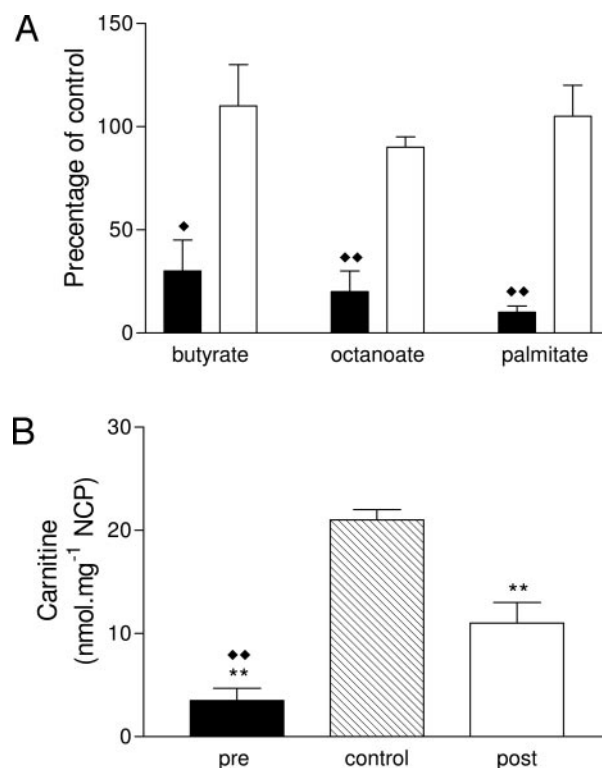 A
Precentage of control
150
100
50
0
◆
◆◆
◆◆
butyrate octanoate palmitate
B
Carnitine
(nmol.mg⁻¹ NCP)
30
20
10
0
◆◆
**
**
pre control post